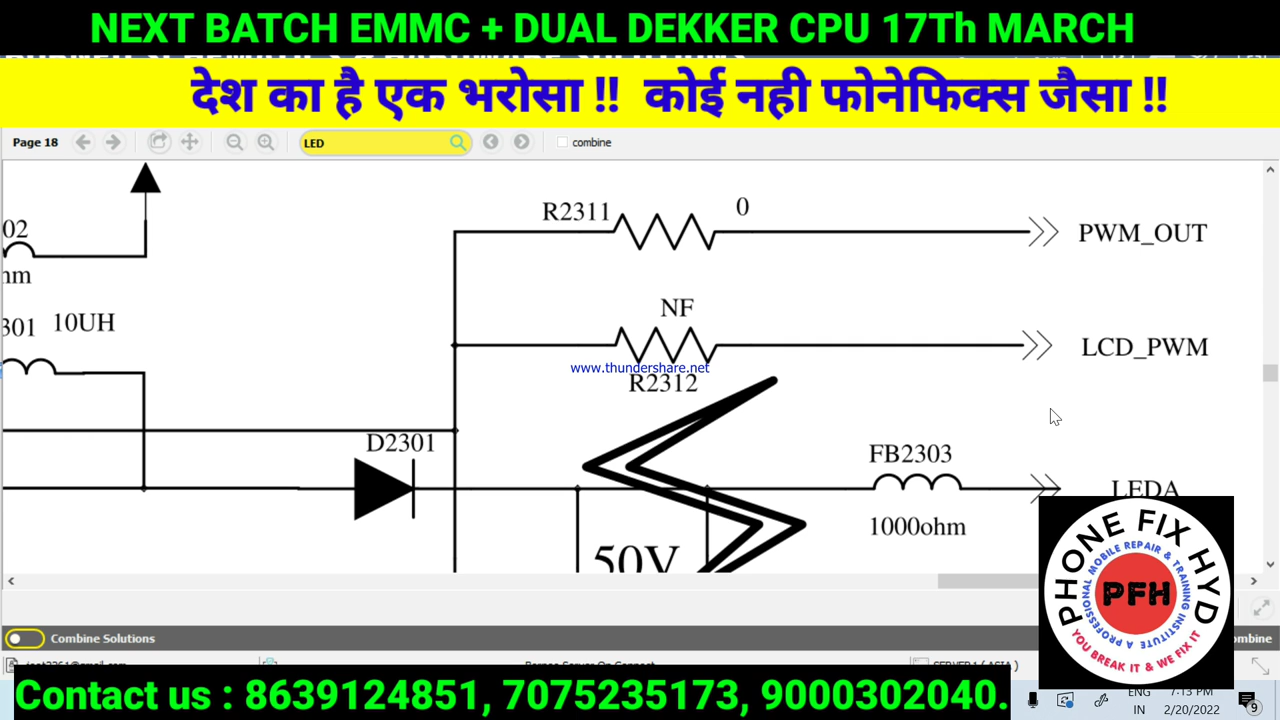 NEXT BATCH EMMC + DUAL DEKKER CPU 17Th MARCH
देश का है एक भरोसा !! कोई नही फोनेफिक्स जैसा !!
Page 18
LED
combine
02
R2311
0
PWM_OUT
NF
301
10UH
LCD_PWM
www.thundershare.net
R2312
D2301
FB2303
LEDA
1000ohm
50V
PHONE FIX HYD
A PROFESSIONAL MOBILE REPAIR & TRAINING INSTITUTE
PFH
YOU BREAK IT & WE FIX IT
Combine Solutions
Contact us : 8639124851, 7075235173, 9000302040.
ENG
IN
7:13 PM
2/20/2022
9